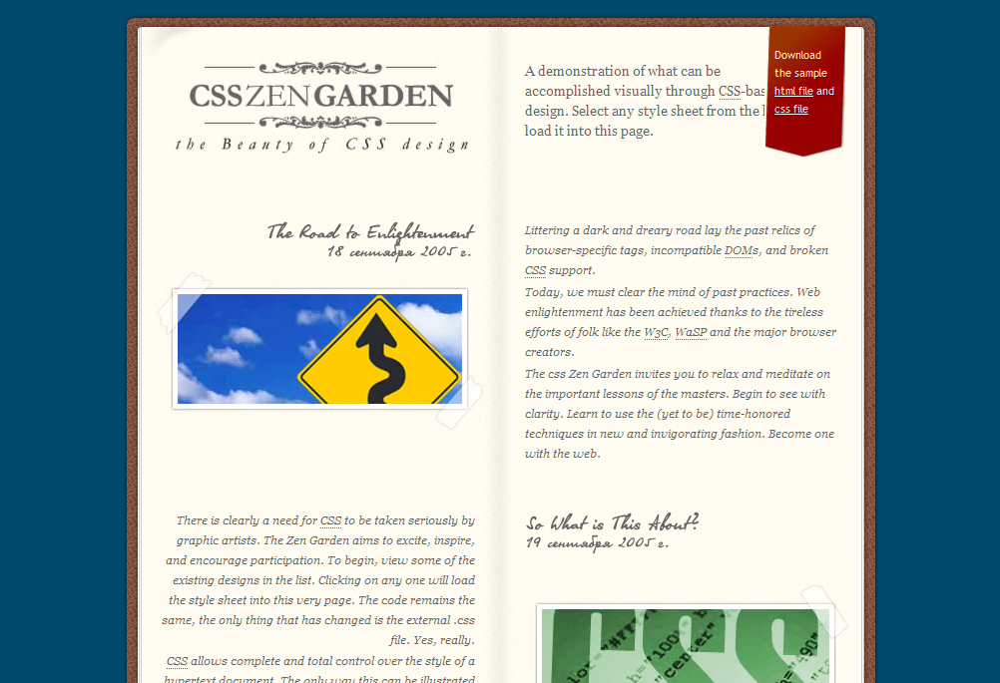 CSS ZEN GARDEN
the Beauty of CSS design
A demonstration of what can be
accomplished visually through CSS-bas
design. Select any style sheet from the
load it into this page.
Download
the sample
html file and
css file
The Road to Enlightenment
18 сентября 2005 г.
Littering a dark and dreary road lay the past relics of
browser-specific tags, incompatible DOMs, and broken
CSS support.
Today, we must clear the mind of past practices. Web
enlightenment has been achieved thanks to the tireless
efforts of folk like the W3C, WaSP and the major browser
creators.
The css Zen Garden invites you to relax and meditate on
the important lessons of the masters. Begin to see with
clarity. Learn to use the (yet to be) time-honored
techniques in new and invigorating fashion. Become one
with the web.
There is clearly a need for CSS to be taken seriously by
graphic artists. The Zen Garden aims to excite, inspire,
and encourage participation. To begin, view some of the
existing designs in the list. Clicking on any one will load
the style sheet into this very page. The code remains the
same, the only thing that has changed is the external .css
file. Yes, really.
CSS allows complete and total control over the style of a
hypertext document. The only way this can be illustrated
So What is This About?
19 сентября 2005 г.
CSS